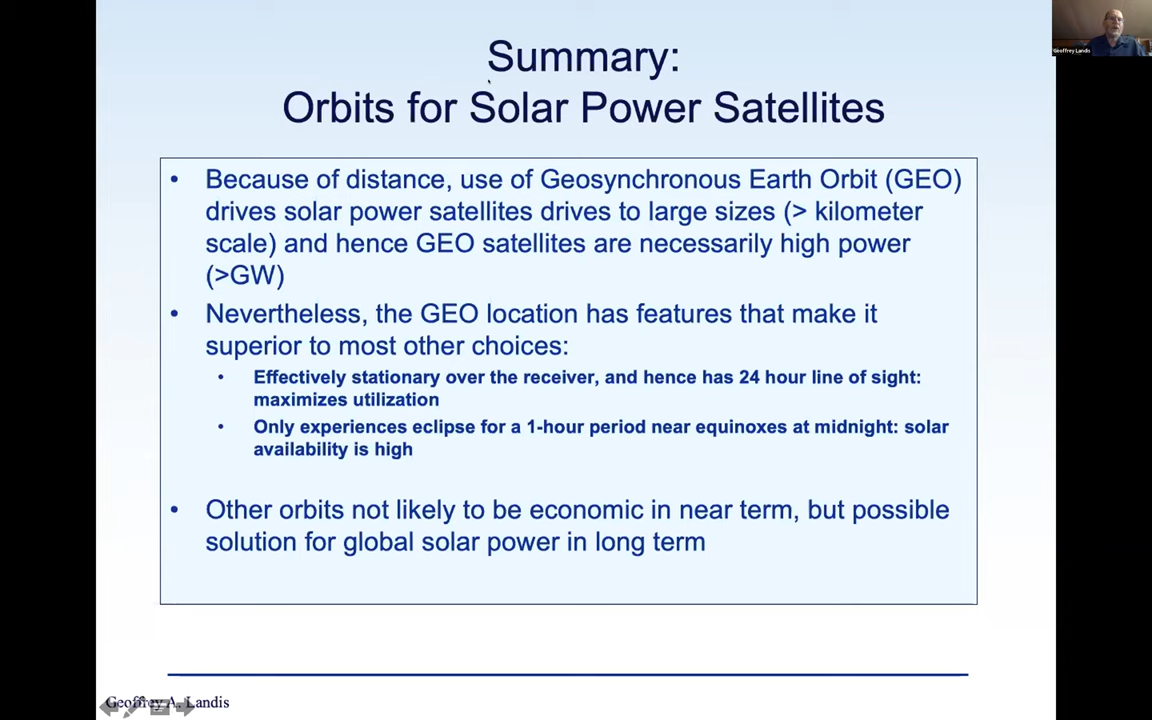 Summary:
Orbits for Solar Power Satellites
• Because of distance, use of Geosynchronous Earth Orbit (GEO)
drives solar power satellites drives to large sizes (> kilometer
scale) and hence GEO satellites are necessarily high power
(>GW)
• Nevertheless, the GEO location has features that make it
superior to most other choices:
• Effectively stationary over the receiver, and hence has 24 hour line of sight:
maximizes utilization
• Only experiences eclipse for a 1-hour period near equinoxes at midnight: solar
availability is high
• Other orbits not likely to be economic in near term, but possible
solution for global solar power in long term
Geoffrey A. Landis
Geoffrey Landis